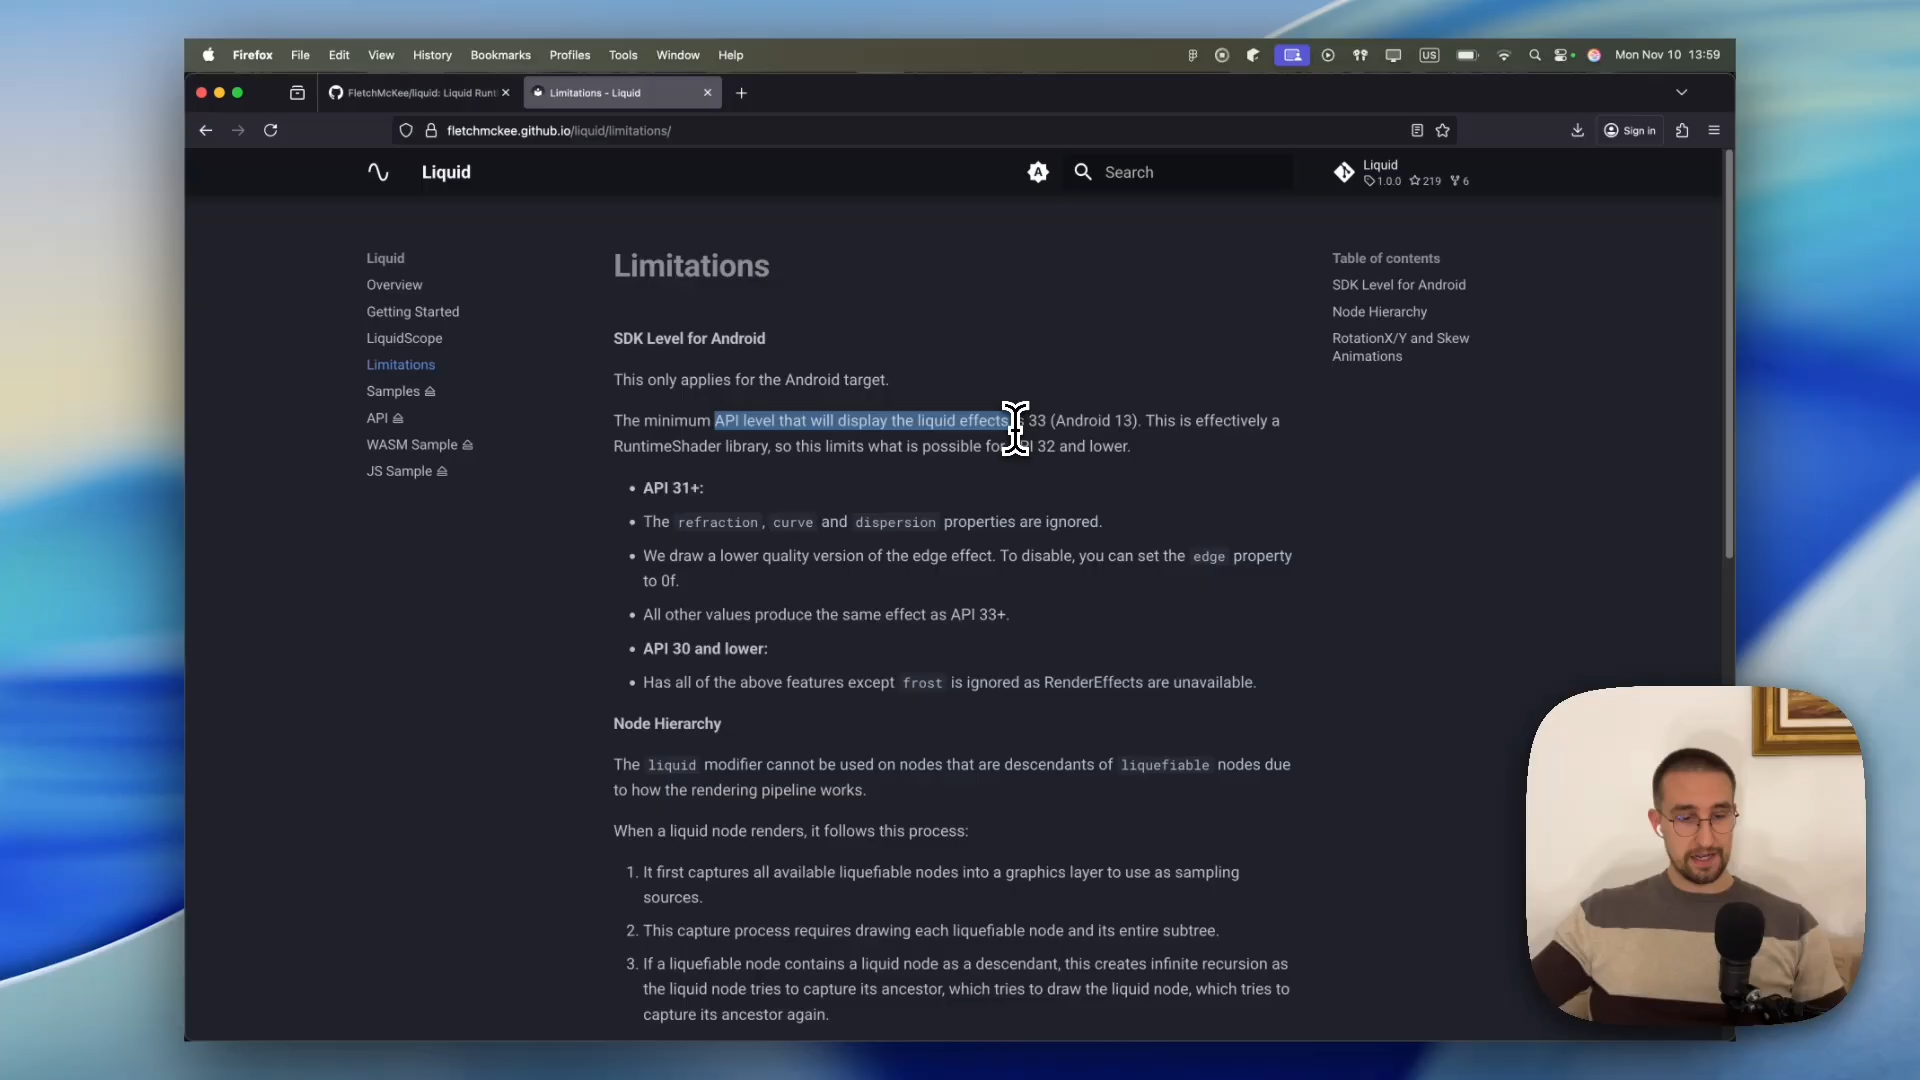 Firefox File Edit View History Bookmarks Profiles Tools Window Help US Mon Nov 10 13:59
FletchMcKee/liquid: Liquid Runt
Limitations - Liquid
fletchmckee.github.io/liquid/limitations/
Sign in
Liquid
A
Search
Liquid
1.0.0 219 6
Liquid
Overview
Getting Started
LiquidScope
Limitations
Samples
API
WASM Sample
JS Sample
Limitations
SDK Level for Android
This only applies for the Android target.
The minimum API level that will display the liquid effects is 33 (Android 13). This is effectively a
RuntimeShader library, so this limits what is possible for API 32 and lower.
• API 31+:
• The refraction, curve and dispersion properties are ignored.
• We draw a lower quality version of the edge effect. To disable, you can set the edge property
to 0f.
• All other values produce the same effect as API 33+.
• API 30 and lower:
• Has all of the above features except frost is ignored as RenderEffects are unavailable.
Node Hierarchy
The liquid modifier cannot be used on nodes that are descendants of liquefiable nodes due
to how the rendering pipeline works.
When a liquid node renders, it follows this process:
1. It first captures all available liquefiable nodes into a graphics layer to use as sampling
sources.
2. This capture process requires drawing each liquefiable node and its entire subtree.
3. If a liquefiable node contains a liquid node as a descendant, this creates infinite recursion as
the liquid node tries to capture its ancestor, which tries to draw the liquid node, which tries to
capture its ancestor again.
Table of contents
SDK Level for Android
Node Hierarchy
RotationX/Y and Skew
Animations